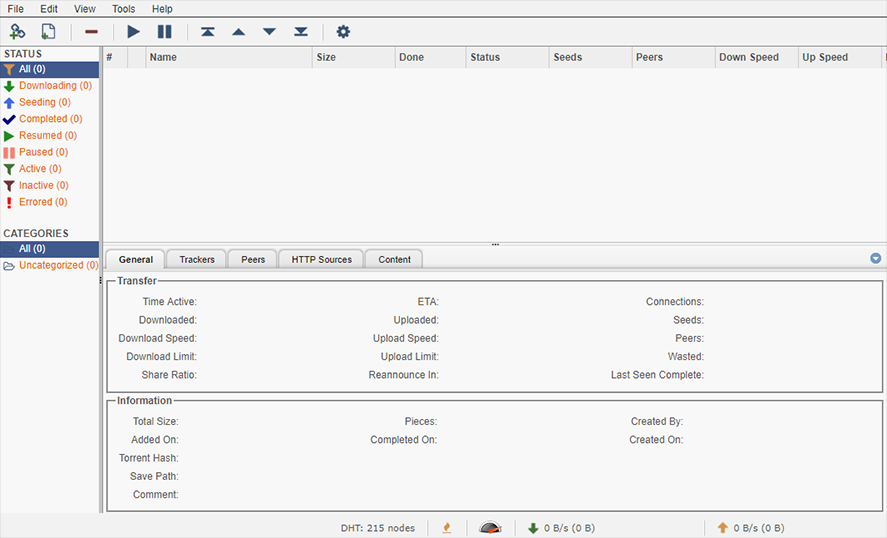 File Edit View Tools Help
STATUS
All (0)
Downloading (0)
Seeding (0)
Completed (0)
Resumed (0)
Paused (0)
Active (0)
Inactive (0)
Errored (0)
CATEGORIES
All (0)
Uncategorized (0)
# Name Size Done Status Seeds Peers Down Speed Up Speed
General Trackers Peers HTTP Sources Content
Transfer
Time Active: ETA: Connections:
Downloaded: Uploaded: Seeds:
Download Speed: Upload Speed: Peers:
Download Limit: Upload Limit: Wasted:
Share Ratio: Reannounce In: Last Seen Complete:
Information
Total Size: Pieces: Created By:
Added On: Completed On: Created On:
Torrent Hash:
Save Path:
Comment:
DHT: 215 nodes 0 B/s (0 B) 0 B/s (0 B)